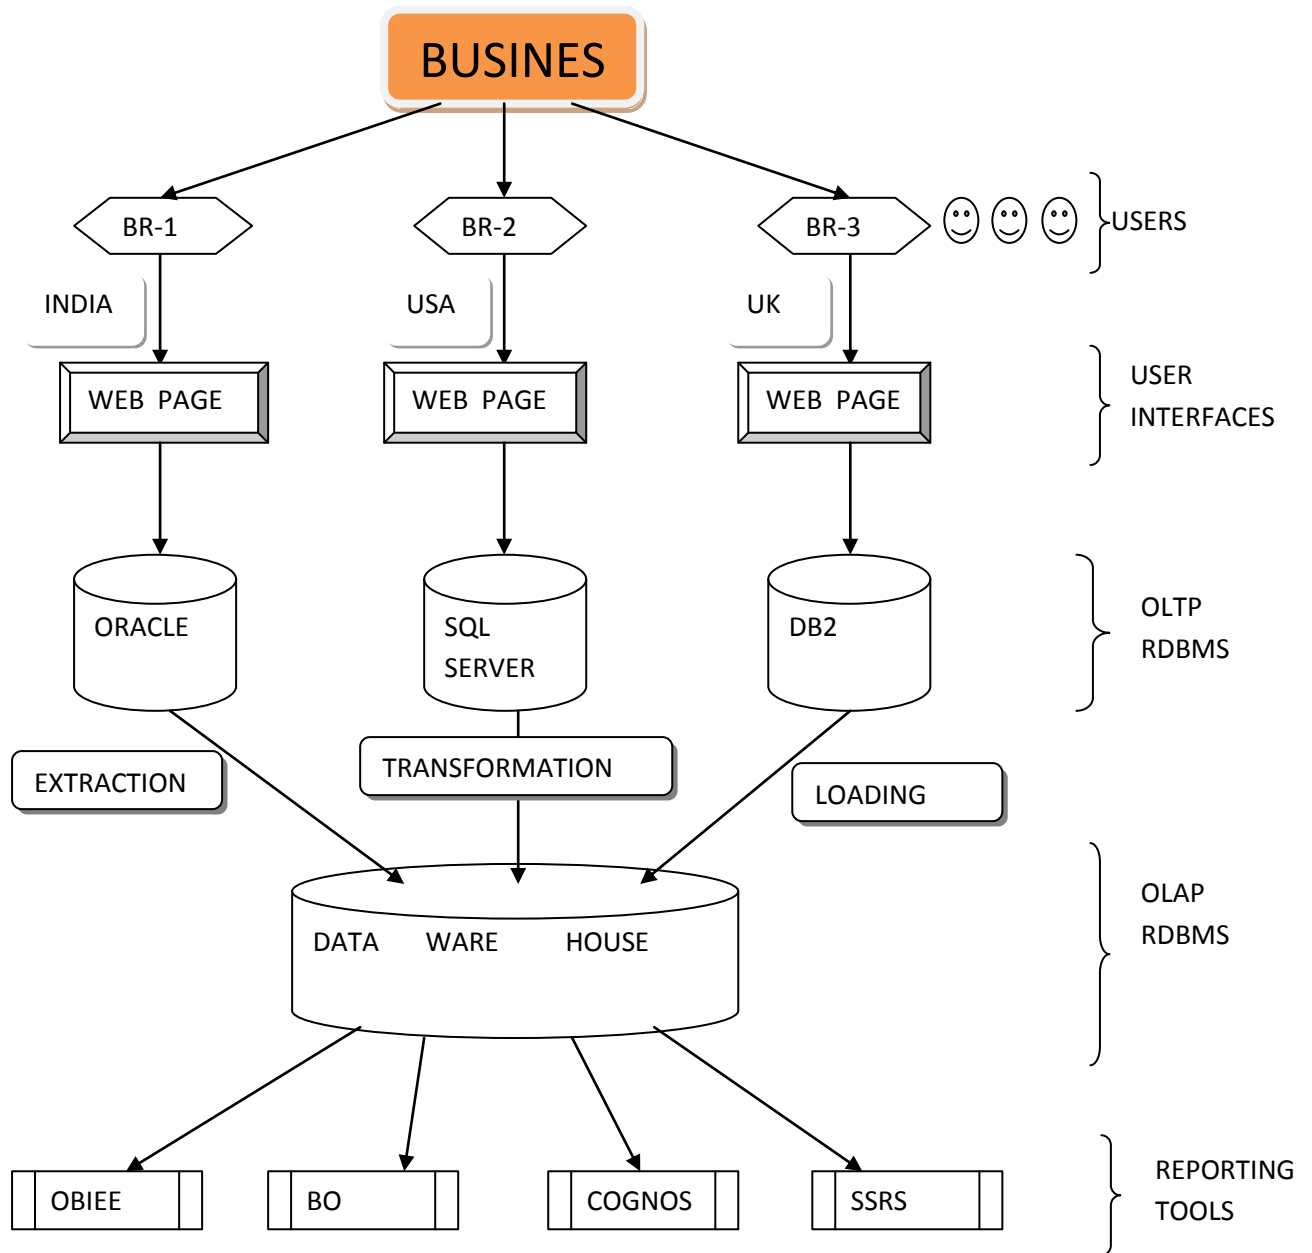 BUSINES
BR-1
BR-2
BR-3
USERS
INDIA
USA
UK
WEB PAGE
WEB PAGE
WEB PAGE
USER
INTERFACES
ORACLE
SQL
SERVER
DB2
OLTP
RDBMS
EXTRACTION
TRANSFORMATION
LOADING
DATA WARE HOUSE
OLAP
RDBMS
OBIEE
BO
COGNOS
SSRS
REPORTING
TOOLS